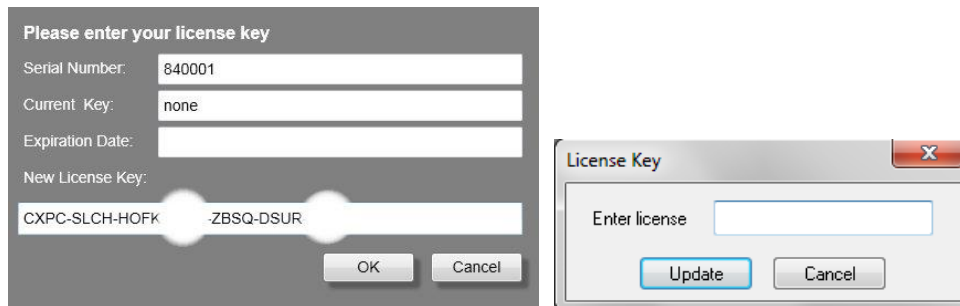 Please enter your license key
Serial Number: 840001
Current Key: none
Expiration Date:
New License Key:
CXPC-SLCH-HOFK -ZBSQ-DSUR
OK Cancel
License Key
Enter license
Update Cancel